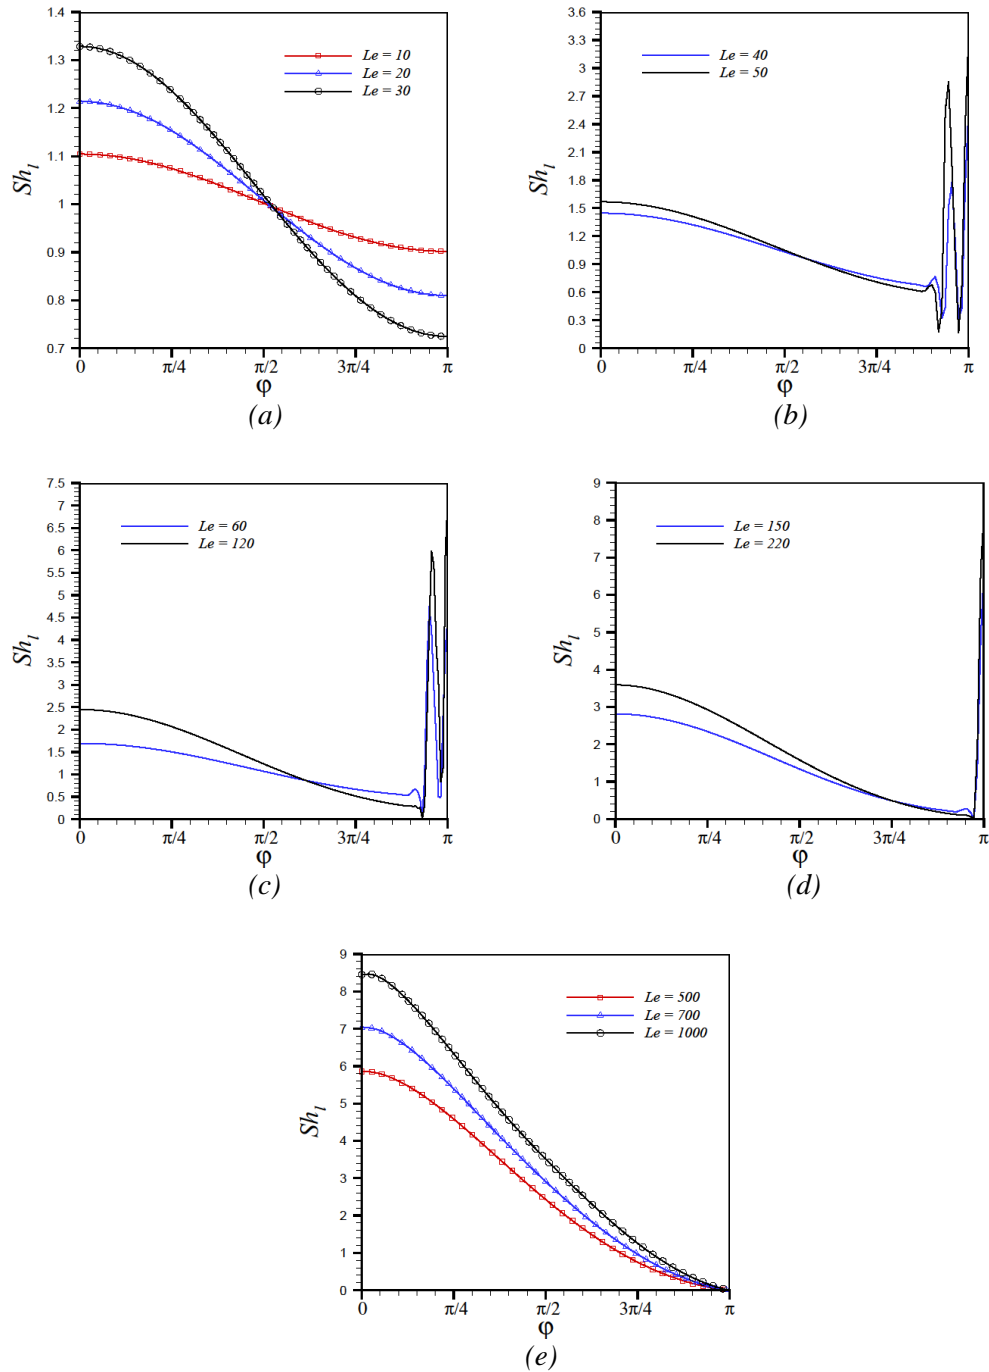 1.4
1.3
1.2
1.1
1
0.9
0.8
0.7
Sh_l
Le = 10
Le = 20
Le = 30
0 π/4 π/2 3π/4 π
φ
(a)
3.6
3.3
3
2.7
2.4
2.1
1.8
1.5
1.2
0.9
0.6
0.3
0
Sh_l
Le = 40
Le = 50
0 π/4 π/2 3π/4 π
φ
(b)
7.5
7
6.5
6
5.5
5
4.5
4
3.5
3
2.5
2
1.5
1
0.5
0
Sh_l
Le = 60
Le = 120
0 π/4 π/2 3π/4 π
φ
(c)
9
8
7
6
5
4
3
2
1
0
Sh_l
Le = 150
Le = 220
0 π/4 π/2 3π/4 π
φ
(d)
9
8
7
6
5
4
3
2
1
0
Sh_l
Le = 500
Le = 700
Le = 1000
0 π/4 π/2 3π/4 π
φ
(e)